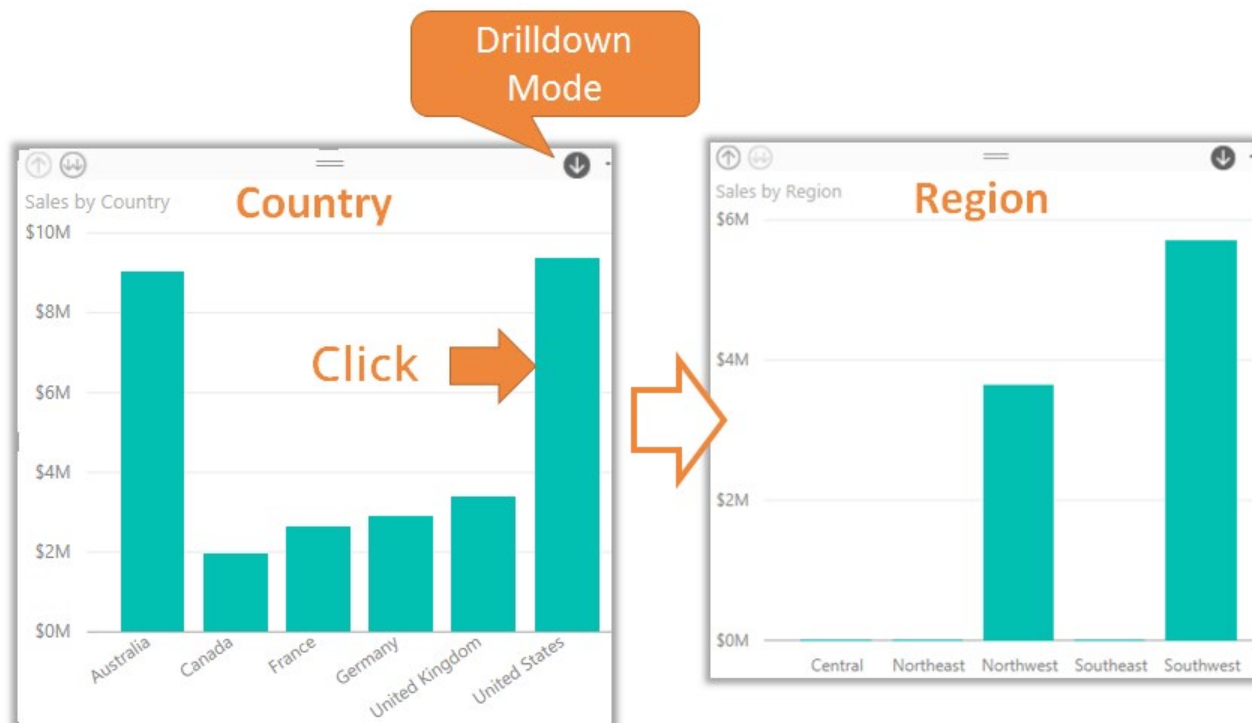 Drilldown
Mode
Sales by Country
Country
$10M
$8M
$6M
$4M
$2M
$0M
Click
Australia
Canada
France
Germany
United Kingdom
United States
Sales by Region
Region
$6M
$4M
$2M
$0M
Central
Northeast
Northwest
Southeast
Southwest